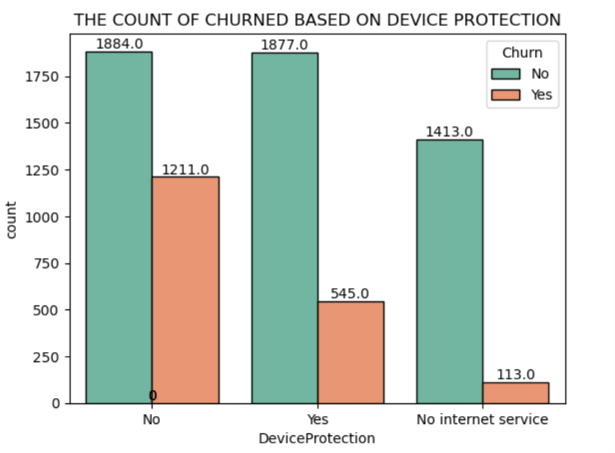 THE COUNT OF CHURNED BASED ON DEVICE PROTECTION
1884.0
1877.0
Churn
No
Yes
1750
1500
1413.0
1250
1211.0
1000
count
750
545.0
500
250
113.0
0
0
No
Yes
No internet service
DeviceProtection